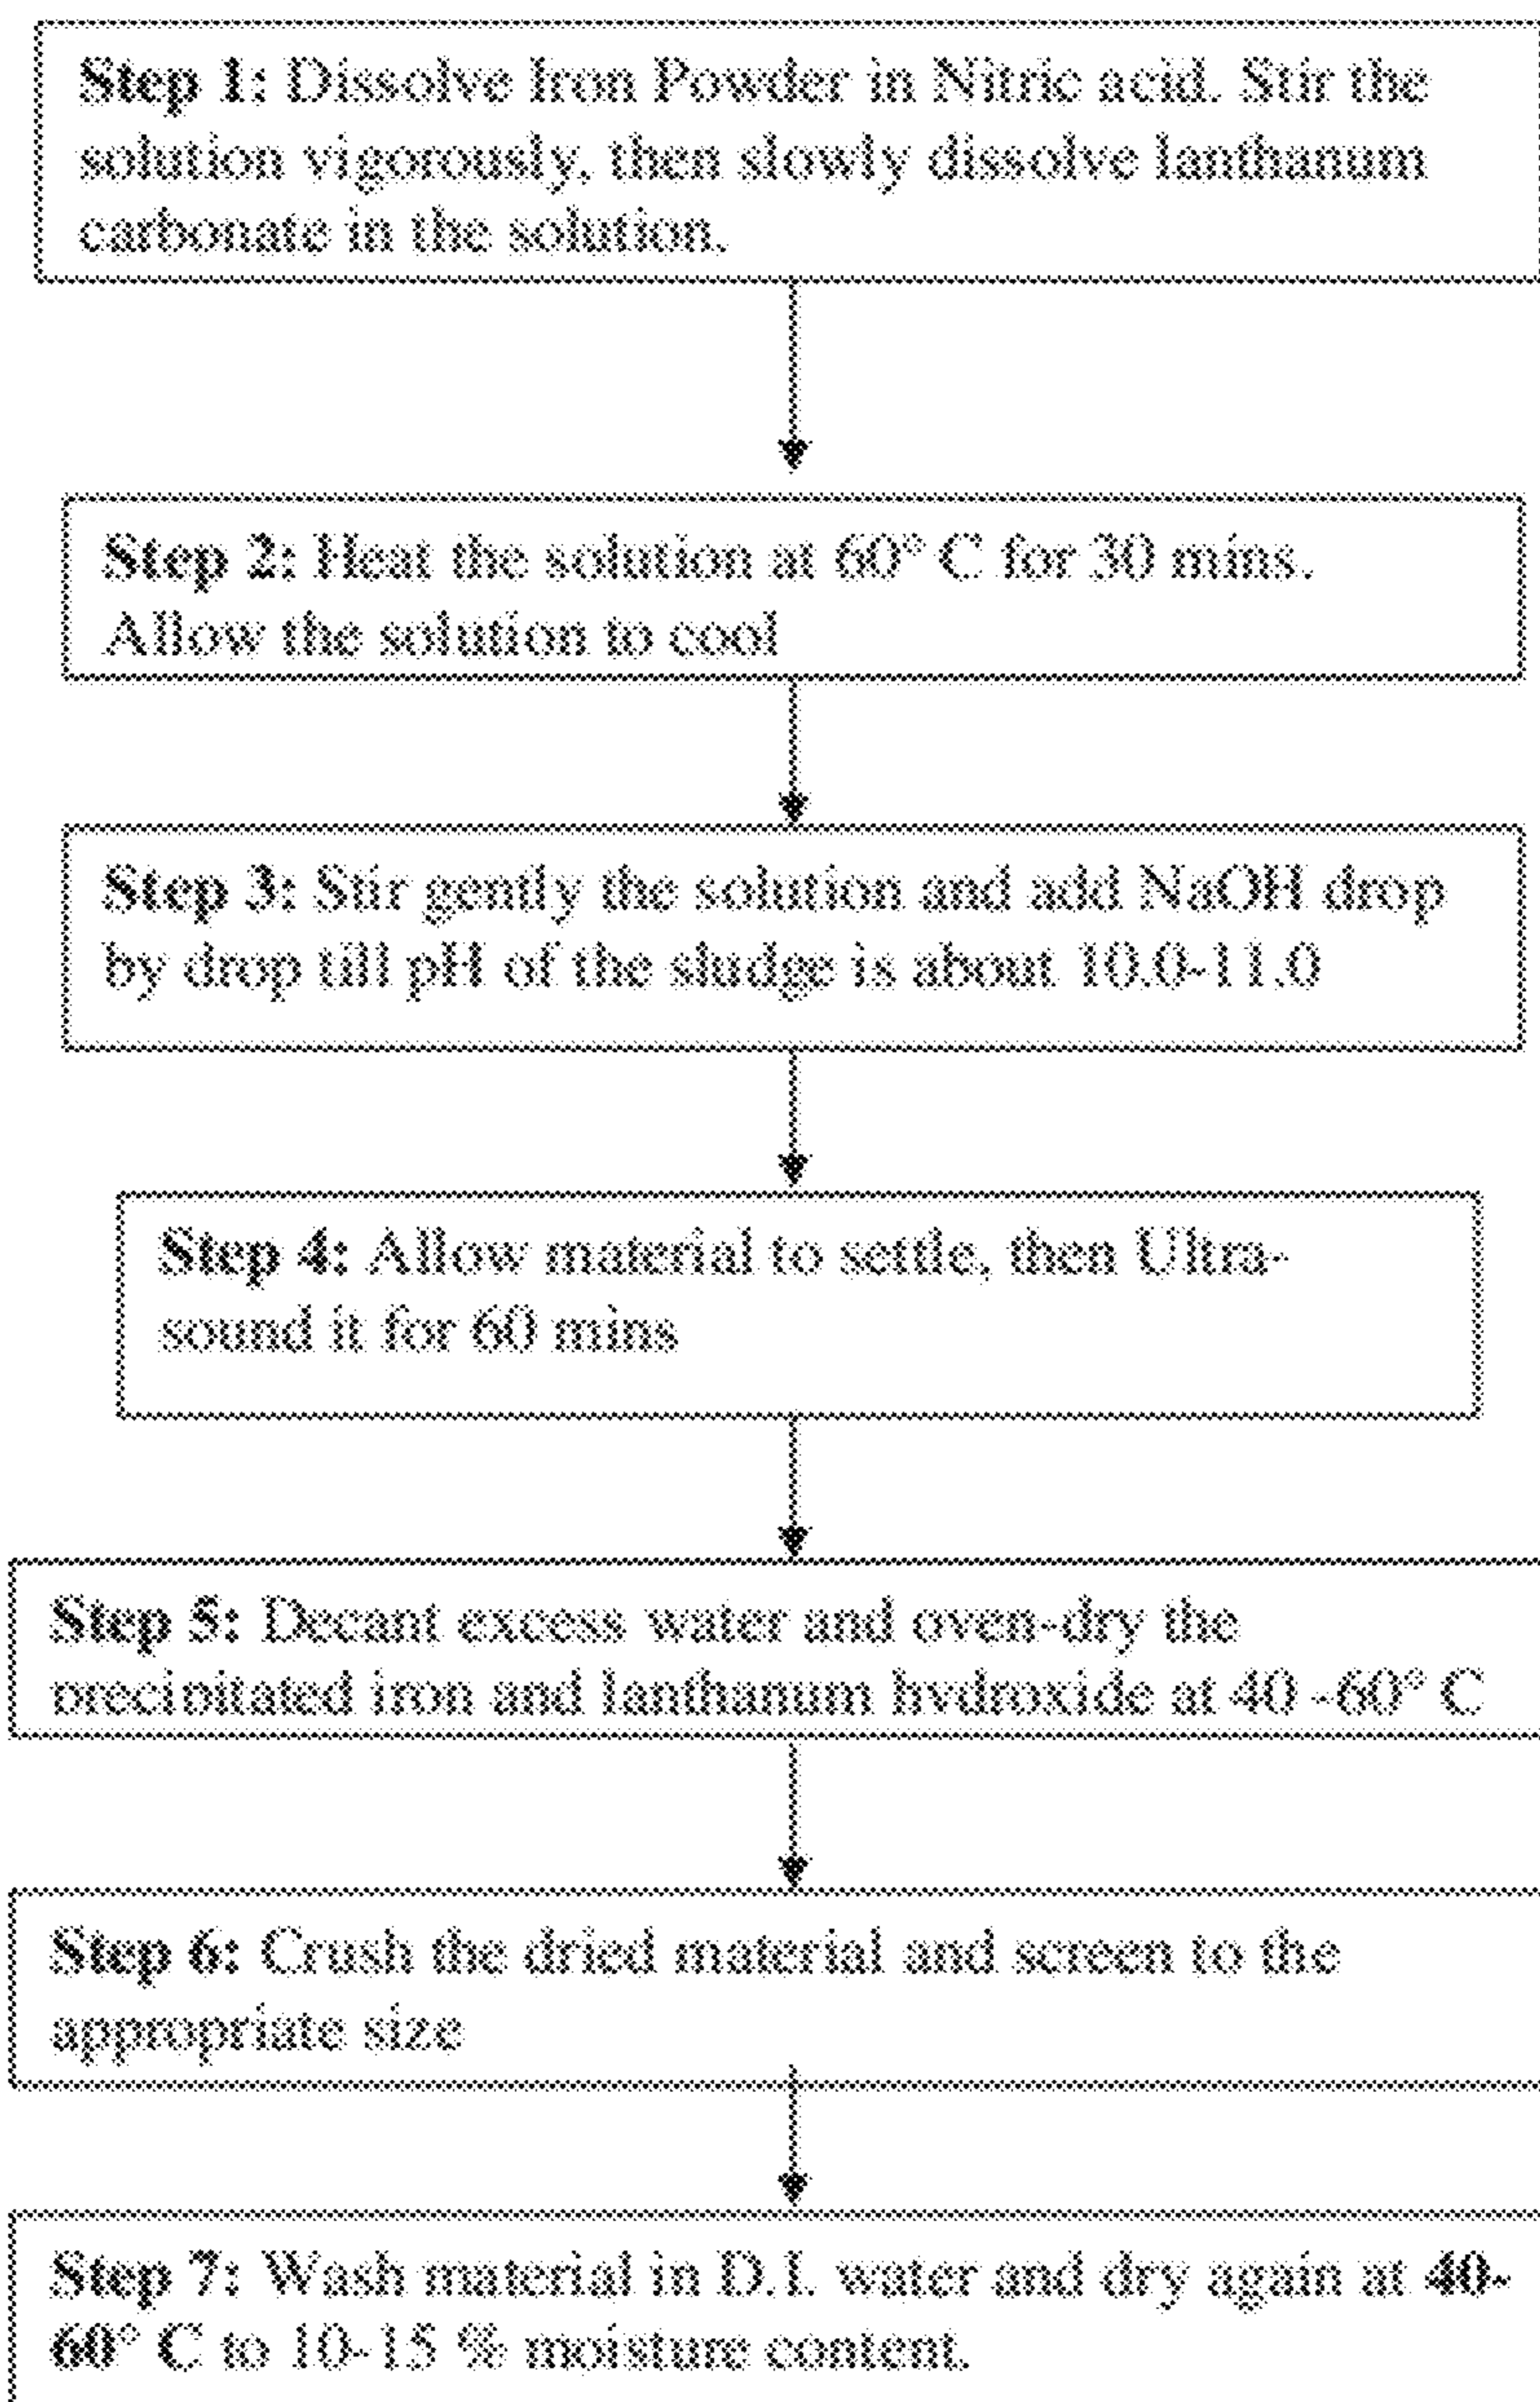 Step 1: Dissolve Iron Powder in Nitric acid. Stir the
solution vigorously, then slowly dissolve lanthanum
carbonate in the solution.
Step 2: Heat the solution at 60° C for 30 mins.
Allow the solution to cool
Step 3: Stir gently the solution and add NaOH drop
by drop till pH of the sludge is about 10.0-11.0
Step 4: Allow material to settle, then Ultra-
sound it for 60 mins
Step 5: Decant excess water and oven-dry the
precipitated iron and lanthanum hydroxide at 40 -60° C
Step 6: Crush the dried material and screen to the
appropriate size
Step 7: Wash material in D.I. water and dry again at 40-
60° C to 10-15 % moisture content.